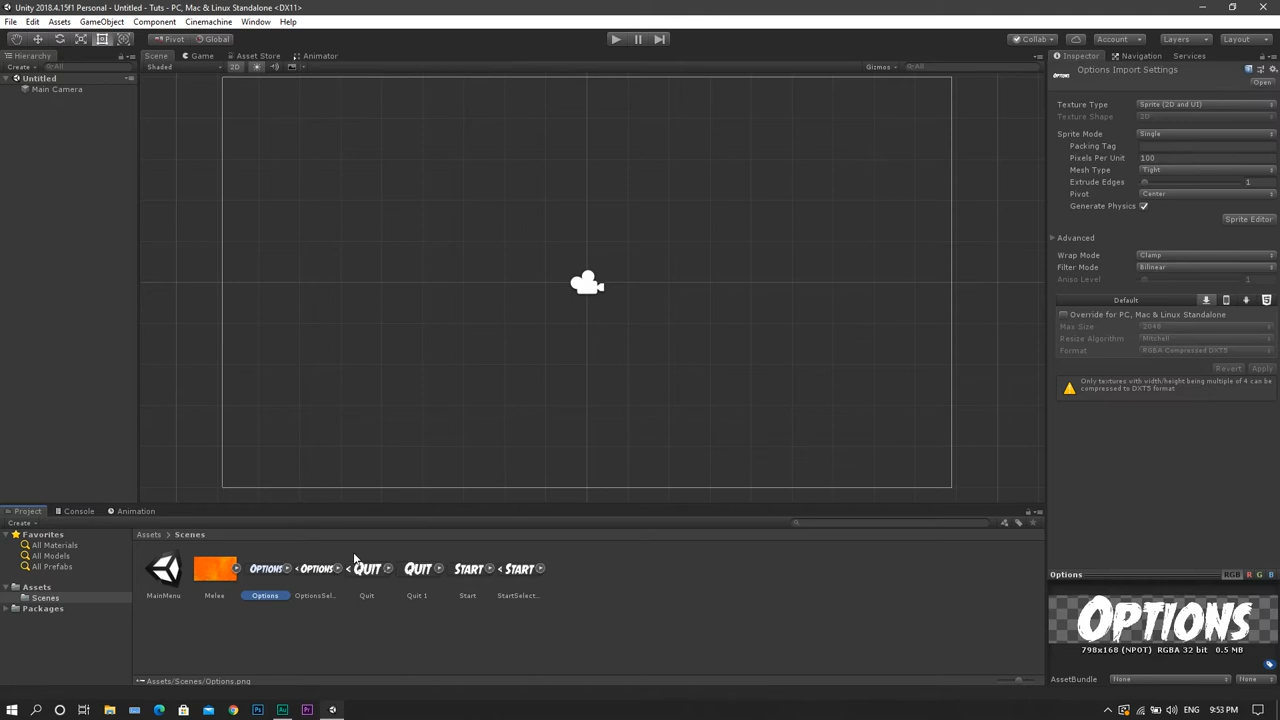 Unity 2018.4.15f1 Personal - Untitled - Tuts - PC, Mac & Linux Standalone <DX11>
File Edit Assets GameObject Component Cinemachine Window Help
Pivot Global Collab Account Layers Layout
Hierarchy Scene Game Asset Store Animator Inspector Navigation Services
Create All Shaded 2D Gizmos All
Untitled
Main Camera
Options Import Settings
Open
Texture Type Sprite (2D and UI)
Texture Shape 2D
Sprite Mode Single
Packing Tag
Pixels Per Unit 100
Mesh Type Tight
Extrude Edges 1
Pivot Center
Generate Physics
Sprite Editor
Advanced
Wrap Mode Clamp
Filter Mode Bilinear
Aniso Level 1
Default
Override for PC, Mac & Linux Standalone
Max Size 2048
Resize Algorithm Mitchell
Format RGBA Compressed DXT5
Revert Apply
Only textures with width/height being multiple of 4 can be
compressed to DXT5 format
Project Console Animation
Create
Favorites
All Materials
All Models
All Prefabs
Assets
Scenes
Packages
Assets > Scenes
OPTIONS < OPTIONS < QUIT QUIT START < START
MainMenu Melee Options OptionsSel... Quit Quit 1 Start StartSelect...
Assets/Scenes/Options.png
Options RGB R G B
OPTIONS
798x168 (NPOT) RGBA 32 bit 0.5 MB
AssetBundle None None
Ps Au Pr
ENG 9:53 PM